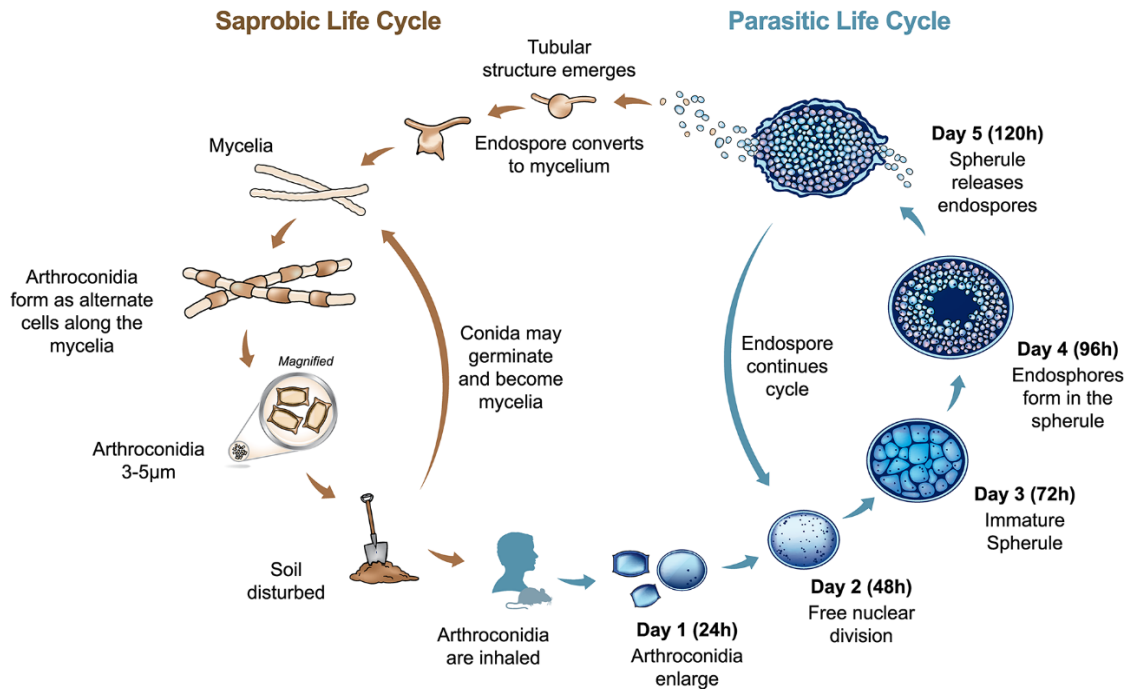 Saprobic Life Cycle
Parasitic Life Cycle
Tubular
structure emerges
Endospore converts
to mycelium
Mycelia
Arthroconidia
form as alternate
cells along the
mycelia
Magnified
Arthroconidia
3-5µm
Conida may
germinate
and become
mycelia
Soil
disturbed
Arthroconidia
are inhaled
Day 1 (24h)
Arthroconidia
enlarge
Day 2 (48h)
Free nuclear
division
Day 3 (72h)
Immature
Spherule
Day 4 (96h)
Endosphores
form in the
spherule
Day 5 (120h)
Spherule
releases
endospores
Endospore
continues
cycle